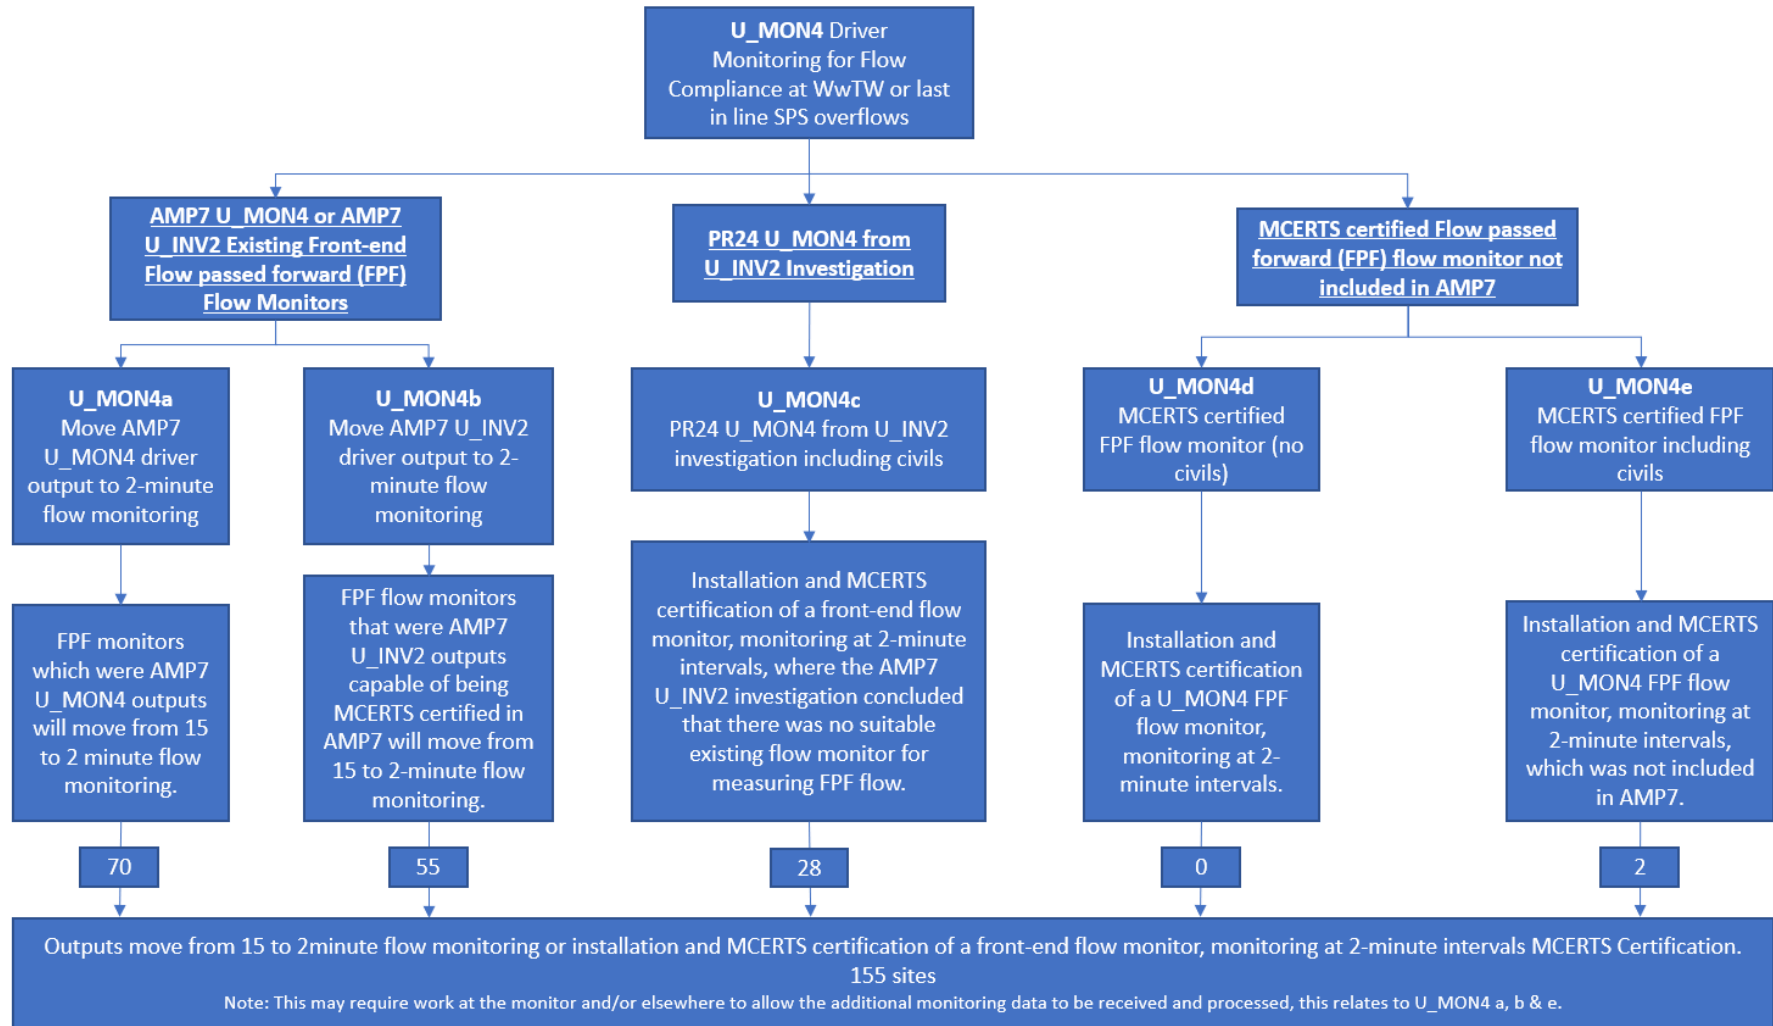 U_MON4 Driver
Monitoring for Flow
Compliance at WwTW or last
in line SPS overflows
AMP7 U_MON4 or AMP7
U_INV2 Existing Front-end
Flow passed forward (FPF)
Flow Monitors
PR24 U_MON4 from
U_INV2 Investigation
MCERTS certified Flow passed
forward (FPF) flow monitor not
included in AMP7
U_MON4a
Move AMP7
U_MON4 driver
output to 2-minute
flow monitoring
U_MON4b
Move AMP7 U_INV2
driver output to 2-
minute flow
monitoring
U_MON4c
PR24 U_MON4 from U_INV2
investigation including civils
U_MON4d
MCERTS certified
FPF flow monitor (no
civils)
U_MON4e
MCERTS certified FPF
flow monitor including
civils
FPF monitors
which were AMP7
U_MON4 outputs
will move from 15
to 2 minute flow
monitoring.
FPF flow monitors
that were AMP7
U_INV2 outputs
capable of being
MCERTS certified in
AMP7 will move from
15 to 2-minute flow
monitoring.
Installation and MCERTS
certification of a front-end flow
monitor, monitoring at 2-minute
intervals, where the AMP7
U_INV2 investigation concluded
that there was no suitable
existing flow monitor for
measuring FPF flow.
Installation and
MCERTS certification
of a U_MON4 FPF
flow monitor,
monitoring at 2-
minute intervals.
Installation and MCERTS
certification of a
U_MON4 FPF flow
monitor, monitoring at
2-minute intervals,
which was not included
in AMP7.
70
55
28
0
2
Outputs move from 15 to 2minute flow monitoring or installation and MCERTS certification of a front-end flow monitor, monitoring at 2-minute intervals MCERTS Certification.
155 sites
Note: This may require work at the monitor and/or elsewhere to allow the additional monitoring data to be received and processed, this relates to U_MON4 a, b & e.